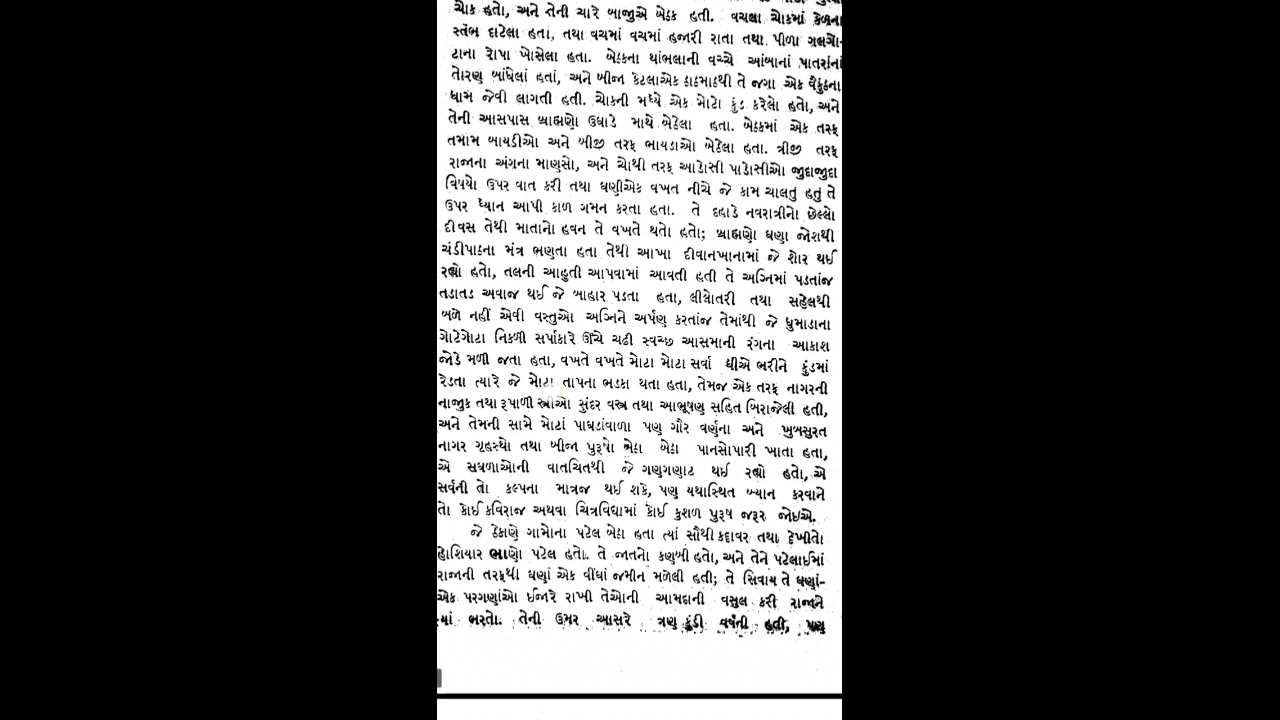 ચોક હતો, અને તેની ચારે બાજુએ બેઠક હતી. વચલા ચોકમાં કેળના
સ્તંભ દાટેલા હતા, તથા વચમાં વચમાં હજારી રાતા તથા પીળા ગલગો-
ટાના રોપા ખોસેલા હતા. બેઠકના થાંભલાની વચ્ચે આંબાનાં પાતરાંનાં
તોરણ બાંધેલાં હતાં, અને બીજા કેટલાએક ઠાઠમાઠથી તે જગા એક વૈકુંઠના
ધામ જેવી લાગતી હતી. ચોકની મધ્યે એક મોટો કુંડ કરેલો હતો, અને
તેની આસપાસ બ્રાહ્મણો ઉઘાડે માથે બેઠેલા હતા. બેઠકમાં એક તરફ
તમામ બાયડીઓ અને બીજી તરફ ભાયડાઓ બેઠેલા હતા. ત્રીજી તરફ
રાજાના અંગના માણસો, અને ચોથી તરફ આડોસી પાડોસીઓ જુદાજુદા
વિષયો ઉપર વાત કરી તથા ઘણીએક વખત નીચે જે કામ ચાલતું હતું તે
ઉપર ધ્યાન આપી કાળ ગમન કરતા હતા. તે દહાડે નવરાત્રીનો છેલ્લો
દીવસ તેથી માતાનો હવન તે વખતે થતો હતો; બ્રાહ્મણો ઘણા જોશથી
ચંડીપાઠના મંત્ર ભણતા હતા તેથી આખા દીવાનખાનામાં જે શોર થઈ
રહ્યો હતો, તલની આહુતી આપવામાં આવતી હતી તે અગ્નિમાં પડતાંજ
તડાતડ અવાજ થઈ જે બાહાર પડતા હતા, લીલોતરી તથા સહેલથી
બળે નહીં એવી વસ્તુઓ અગ્નિને અર્પણ કરતાંજ તેમાંથી જે ધુમાડાના
ગોટેગોટા નિકળી સર્પાકારે ઊંચે ચઢી સ્વચ્છ આસમાની રંગના આકાશ
જોડે મળી જતા હતા, વખતે વખતે મોટા મોટા સર્વા ઘીએ ભરીને કુંડમાં
રેડતા ત્યારે જે મોટા તાપના ભડકા થતા હતા, તેમજ એક તરફ નાગરની
નાજુક તથા રૂપાળી સ્ત્રીઓ સુંદર વસ્ત્ર તથા આભૂષણ સહિત બિરાજેલી હતી,
અને તેમની સામે મોટાં પાઘડાંવાળા પણ ગૌર વર્ણના અને ખુબસુરત
નાગર ગૃહસ્થો તથા બીજા પુરૂષો બેઠા બેઠા પાનસોપારી ખાતા હતા,
એ સઘળાઓની વાતચિતથી જે ગણગણાટ થઈ રહ્યો હતો, એ
સર્વની તો કલ્પના માત્રજ થઈ શકે, પણ યથાસ્થિત બ્યાન કરવાને
તો કોઈ કવિરાજ અથવા ચિત્રવિદ્યામાં કોઈ કુશળ પુરૂષ જરૂર જોઇએ.
જે ઠેકાણે ગામોના પટેલ બેઠા હતા ત્યાં સૌથી કદ્દાવર તથા દેખીતો
હોશિયાર ભાણો પટેલ હતો. તે જાતનો કણબી હતો, અને તેને પટેલાઈમાં
રાજાની તરફથી ઘણાં એક વીઘાં જમીન મળેલી હતી; તે સિવાય તે ઘણાં-
એક પરગણાંઓ ઈજારે રાખી તેઓની આમદાની વસુલ કરી રાજાને
ત્યાં ભરતો. તેની ઉમર આસરે ત્રણ કુંડી વર્ષની હતી, પણ